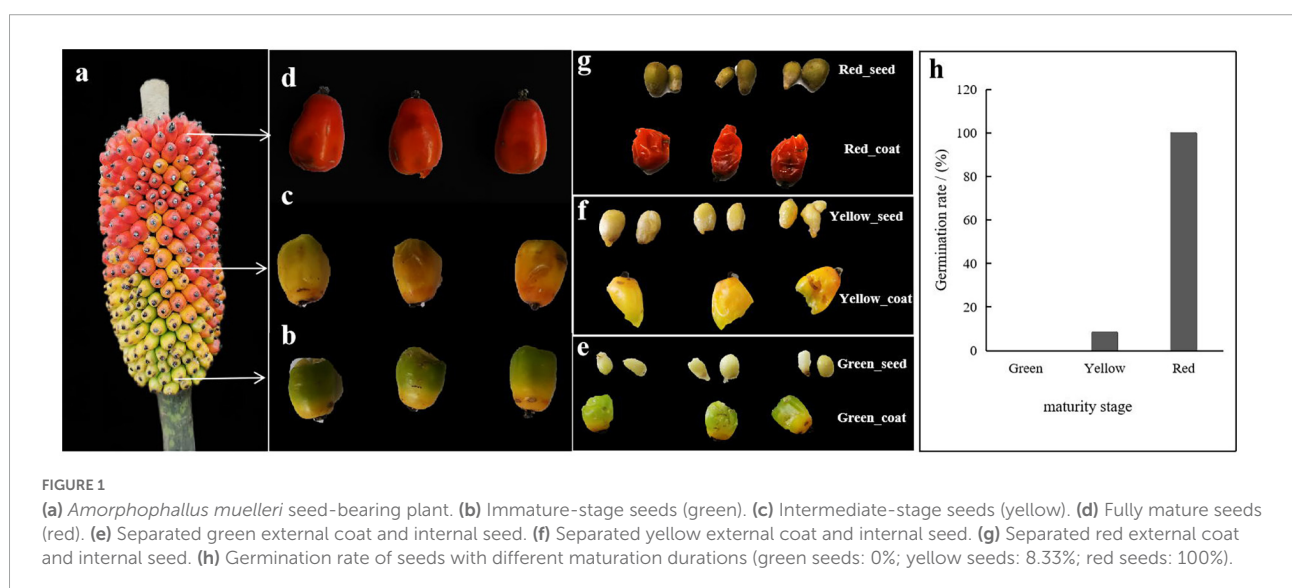 a
d
c
b
g
Red_seed
Red_coat
f
Yellow_seed
Yellow_coat
e
Green_seed
Green_coat
h
Germination rate / (%)
120
100
80
60
40
20
0
Green Yellow Red
maturity stage
FIGURE 1
(a) Amorphophallus muelleri seed-bearing plant. (b) Immature-stage seeds (green). (c) Intermediate-stage seeds (yellow). (d) Fully mature seeds
(red). (e) Separated green external coat and internal seed. (f) Separated yellow external coat and internal seed. (g) Separated red external coat
and internal seed. (h) Germination rate of seeds with different maturation durations (green seeds: 0%; yellow seeds: 8.33%; red seeds: 100%).